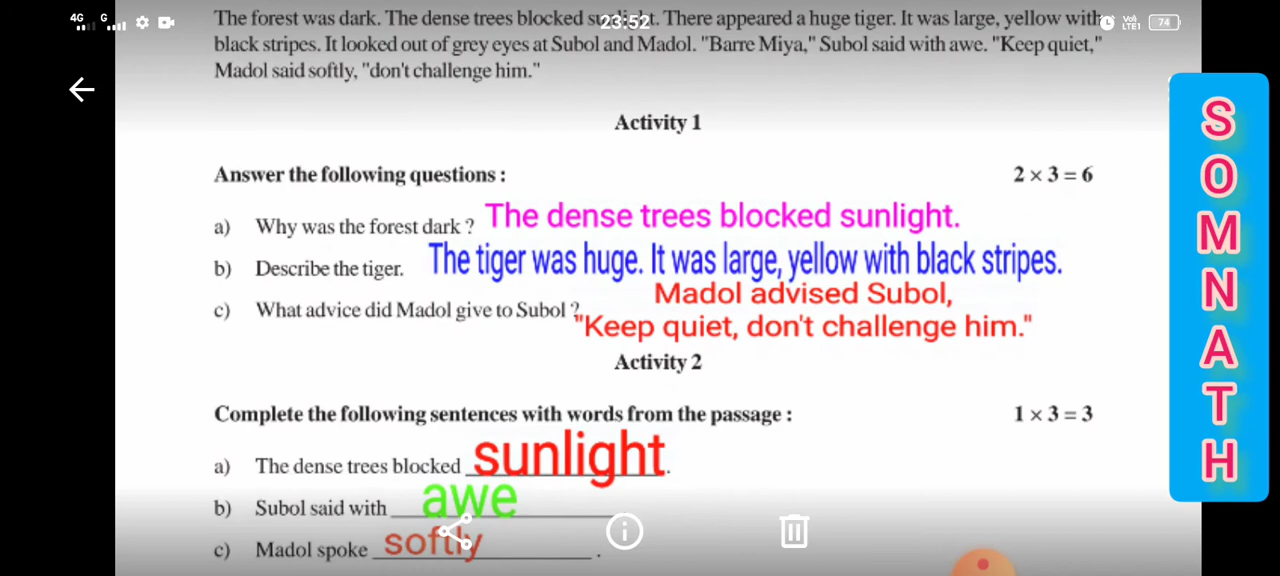 4G G 23:52 VoLTE1 74
The forest was dark. The dense trees blocked sunlight. There appeared a huge tiger. It was large, yellow with
black stripes. It looked out of grey eyes at Subol and Madol. "Barre Miya," Subol said with awe. "Keep quiet,"
Madol said softly, "don't challenge him."
Activity 1
Answer the following questions : 2 × 3 = 6
a) Why was the forest dark ? The dense trees blocked sunlight.
b) Describe the tiger. The tiger was huge. It was large, yellow with black stripes.
c) What advice did Madol give to Subol ? Madol advised Subol,
"Keep quiet, don't challenge him."
Activity 2
Complete the following sentences with words from the passage : 1 × 3 = 3
a) The dense trees blocked sunlight.
b) Subol said with awe
c) Madol spoke softly.
SOMNATH